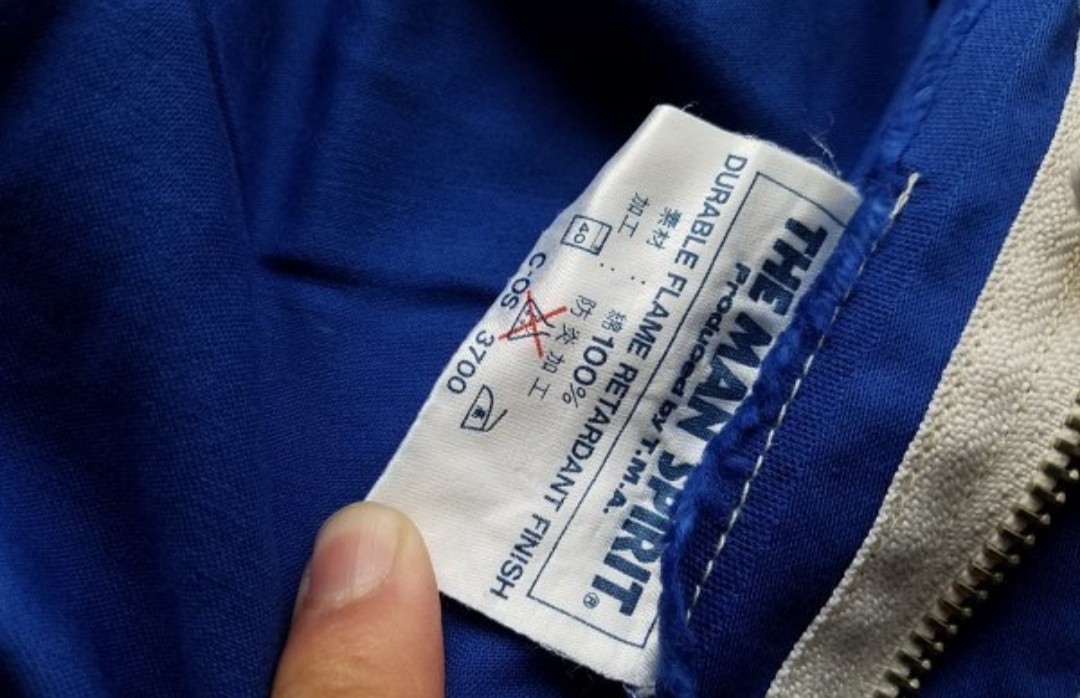 THE MAN SPIRIT®
Produced by T.M.A.
DURABLE FLAME RETARDANT FINISH
素材 : 綿100%
加工 : 防炎加工
40
C-OS 3700